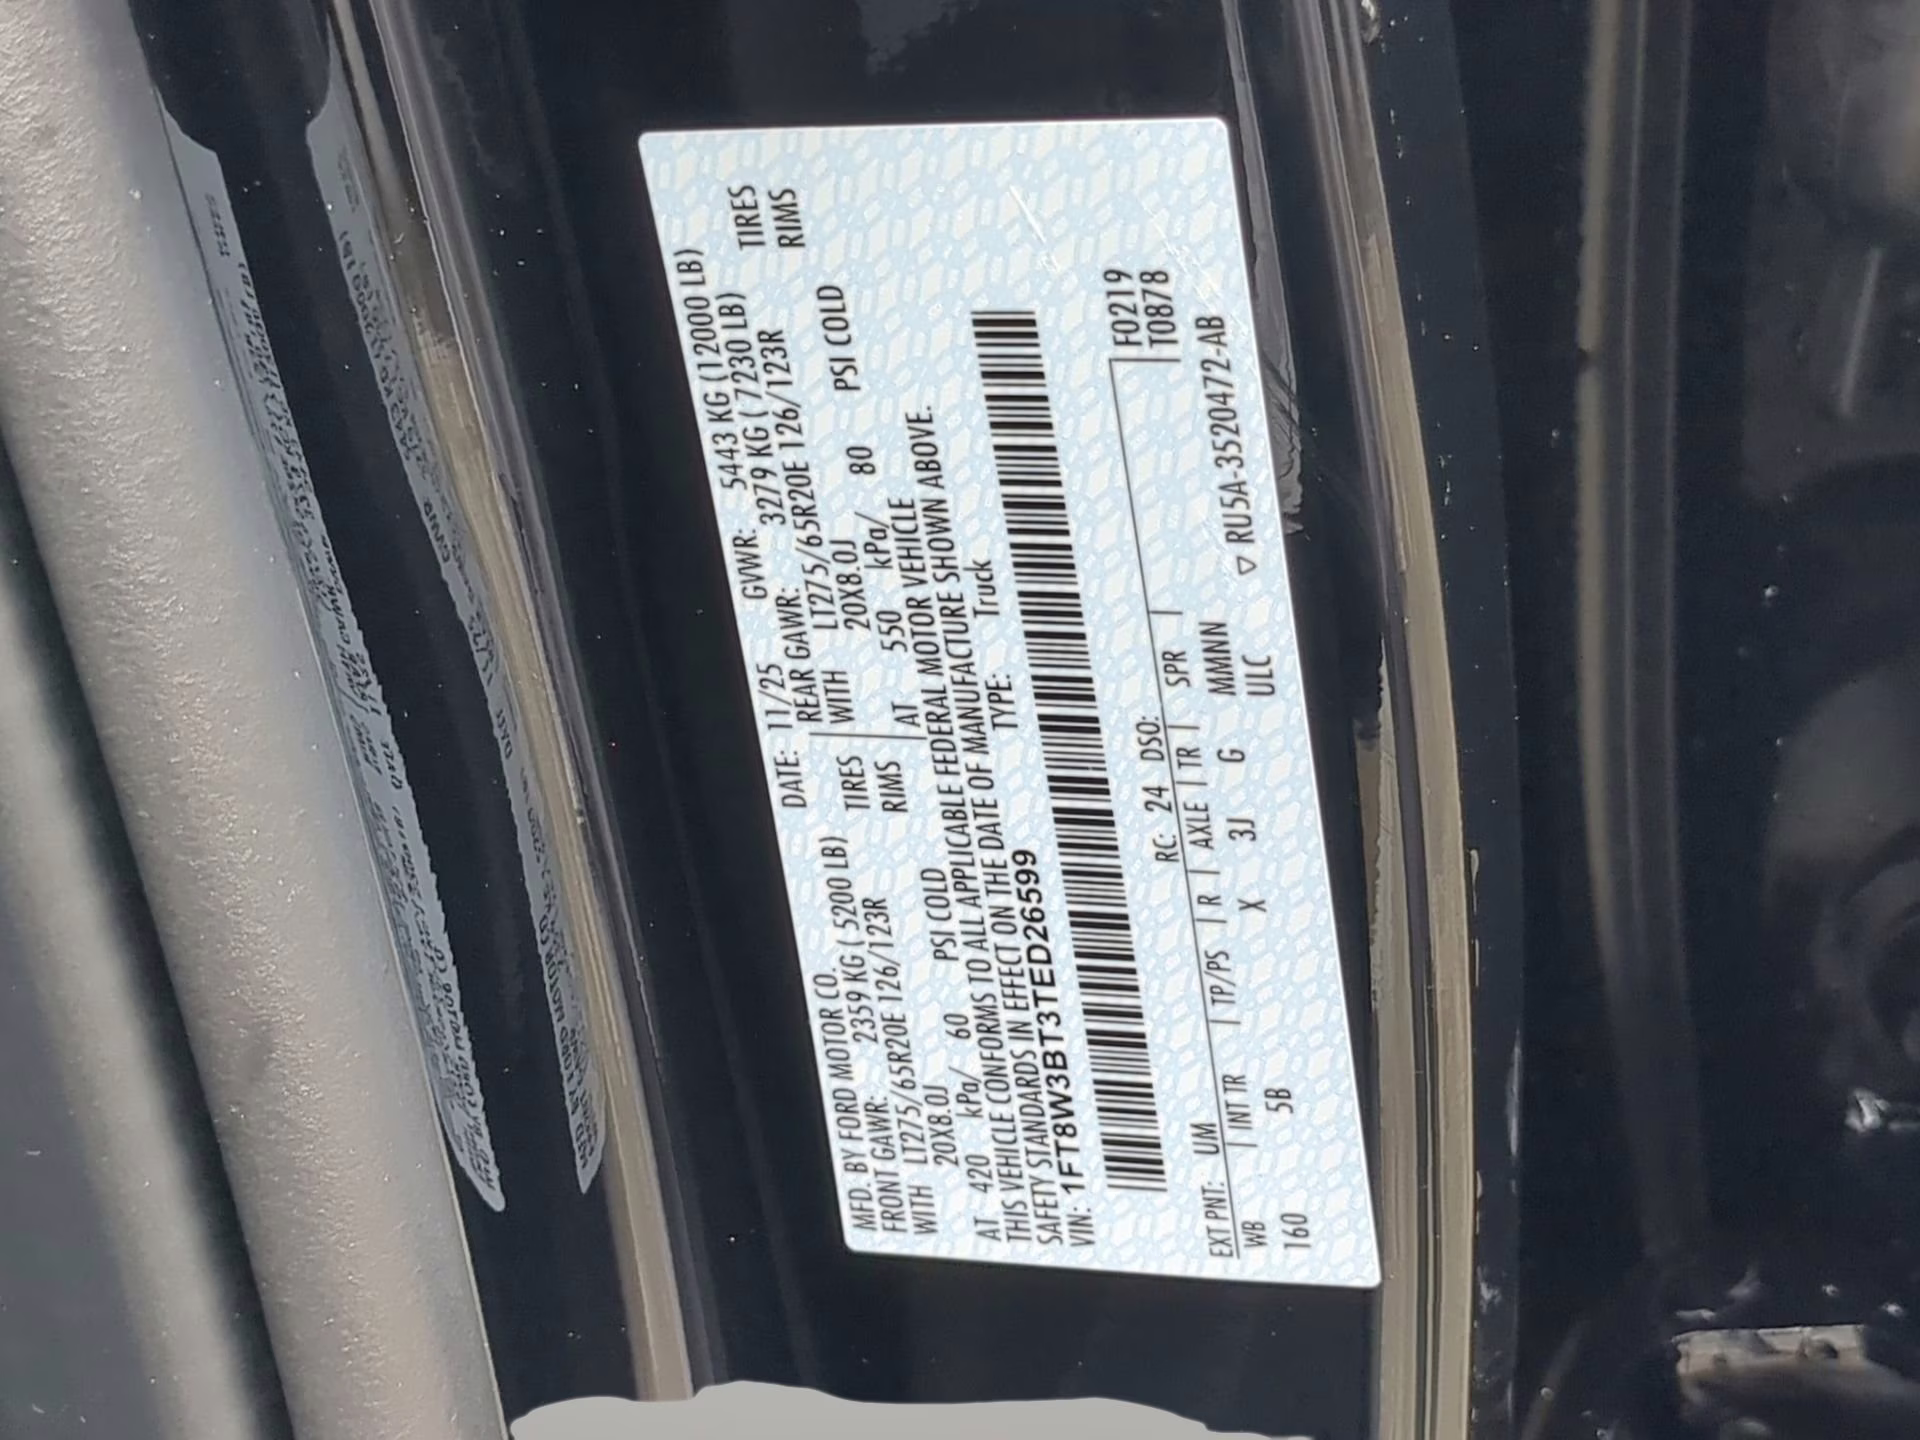 MFD. BY FORD MOTOR CO.
DATE: 11/25 GVWR: 5443 KG (12000 LB)
FRONT GAWR: 2359 KG ( 5200 LB)
REAR GAWR: 3279 KG ( 7230 LB)
WITH LT275/65R20E 126/123R TIRES
WITH LT275/65R20E 126/123R TIRES
20X8.0J RIMS
20X8.0J RIMS
AT 420 kPa/ 60 PSI COLD
AT 550 kPa/ 80 PSI COLD
THIS VEHICLE CONFORMS TO ALL APPLICABLE FEDERAL MOTOR VEHICLE
SAFETY STANDARDS IN EFFECT ON THE DATE OF MANUFACTURE SHOWN ABOVE.
VIN: 1FT8W3BT3TED26599 TYPE: Truck
F0219
T0878
EXT PNT: UM RC: 24 DSO:
WB | INT TR | TP/PS | R | AXLE | TR | SPR |
160 5B X 3J G MMNN
ULC
▽ RU5A-3520472-AB